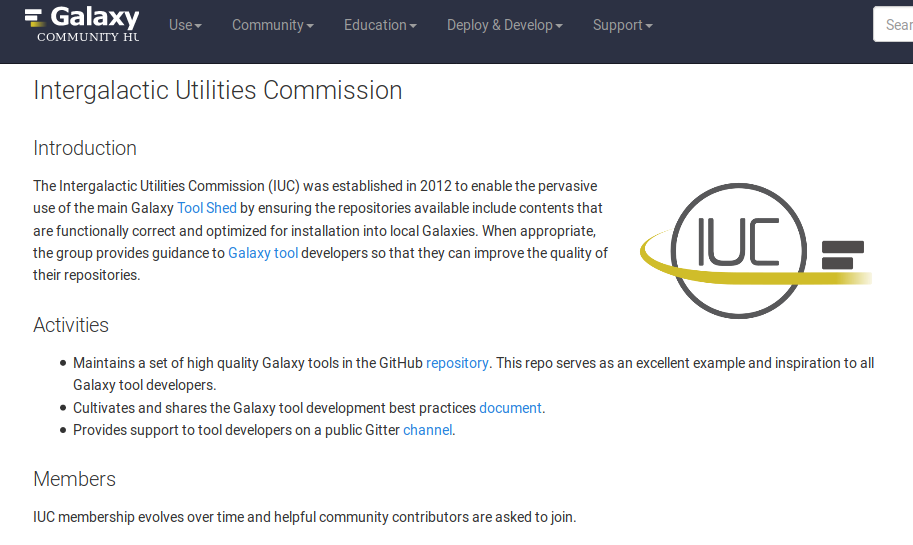 Galaxy
COMMUNITY HU
Use
Community
Education
Deploy & Develop
Support
Sear
Intergalactic Utilities Commission
Introduction
The Intergalactic Utilities Commission (IUC) was established in 2012 to enable the pervasive
use of the main Galaxy Tool Shed by ensuring the repositories available include contents that
are functionally correct and optimized for installation into local Galaxies. When appropriate,
the group provides guidance to Galaxy tool developers so that they can improve the quality of
their repositories.
IUC
Activities
Maintains a set of high quality Galaxy tools in the GitHub repository. This repo serves as an excellent example and inspiration to all
Galaxy tool developers.
Cultivates and shares the Galaxy tool development best practices document.
Provides support to tool developers on a public Gitter channel.
Members
IUC membership evolves over time and helpful community contributors are asked to join.